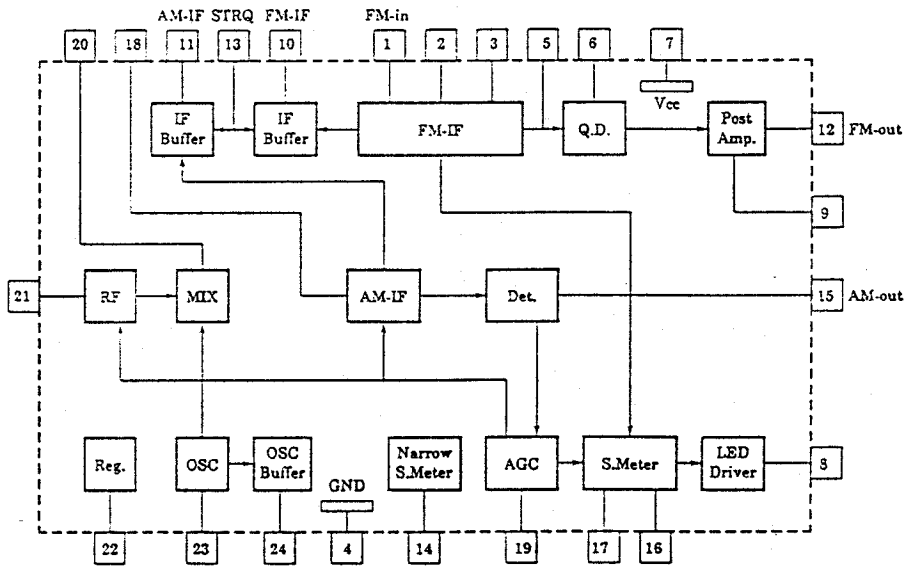 AM-IF STRQ FM-IF FM-in
20 18 11 13 10 1 2 3 5 6 7
Vcc
IF Buffer
IF Buffer
FM-IF
Q.D.
Post Amp.
12 FM-out
9
21
RF
MIX
AM-IF
Det.
15 AM-out
Reg.
OSC
OSC Buffer
GND
Narrow S.Meter
AGC
S.Meter
LED Driver
8
22 23 24 4 14 19 17 16